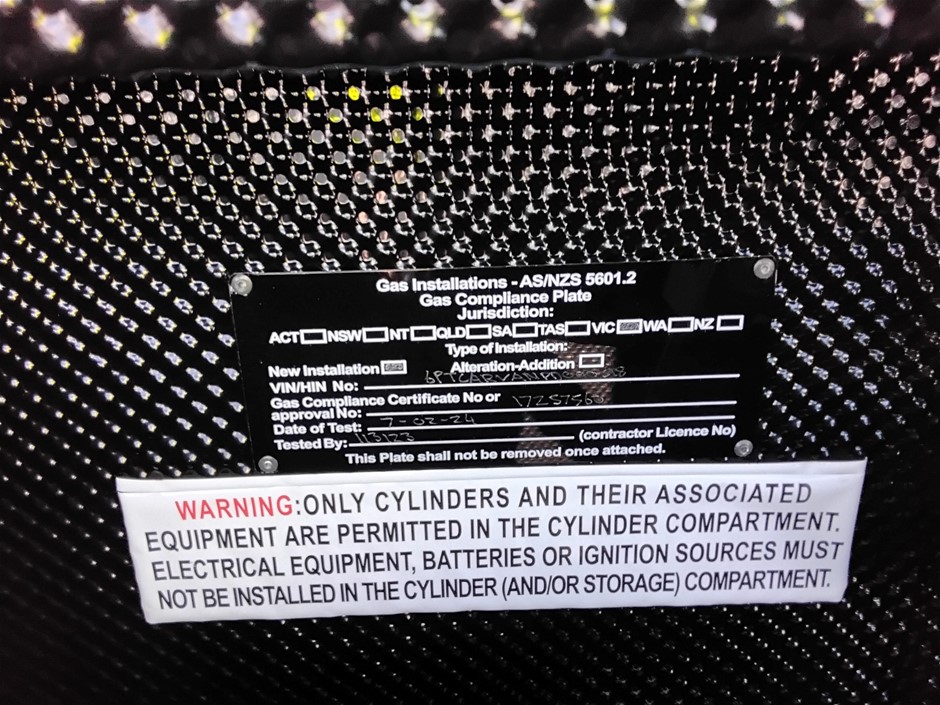 Gas Installations - AS/NZS 5601.2
Gas Compliance Plate
Jurisdiction:
ACT NSW NT QLD SA TAS VIC WA NZ
Type of Installation:
New Installation Alteration-Addition
VIN/HIN No:
Gas Compliance Certificate No or
approval No:
Date of Test: 7-02-24
Tested By: 113123 (contractor Licence No)
This Plate shall not be removed once attached.
WARNING:ONLY CYLINDERS AND THEIR ASSOCIATED
EQUIPMENT ARE PERMITTED IN THE CYLINDER COMPARTMENT.
ELECTRICAL EQUIPMENT, BATTERIES OR IGNITION SOURCES MUST
NOT BE INSTALLED IN THE CYLINDER (AND/OR STORAGE) COMPARTMENT.